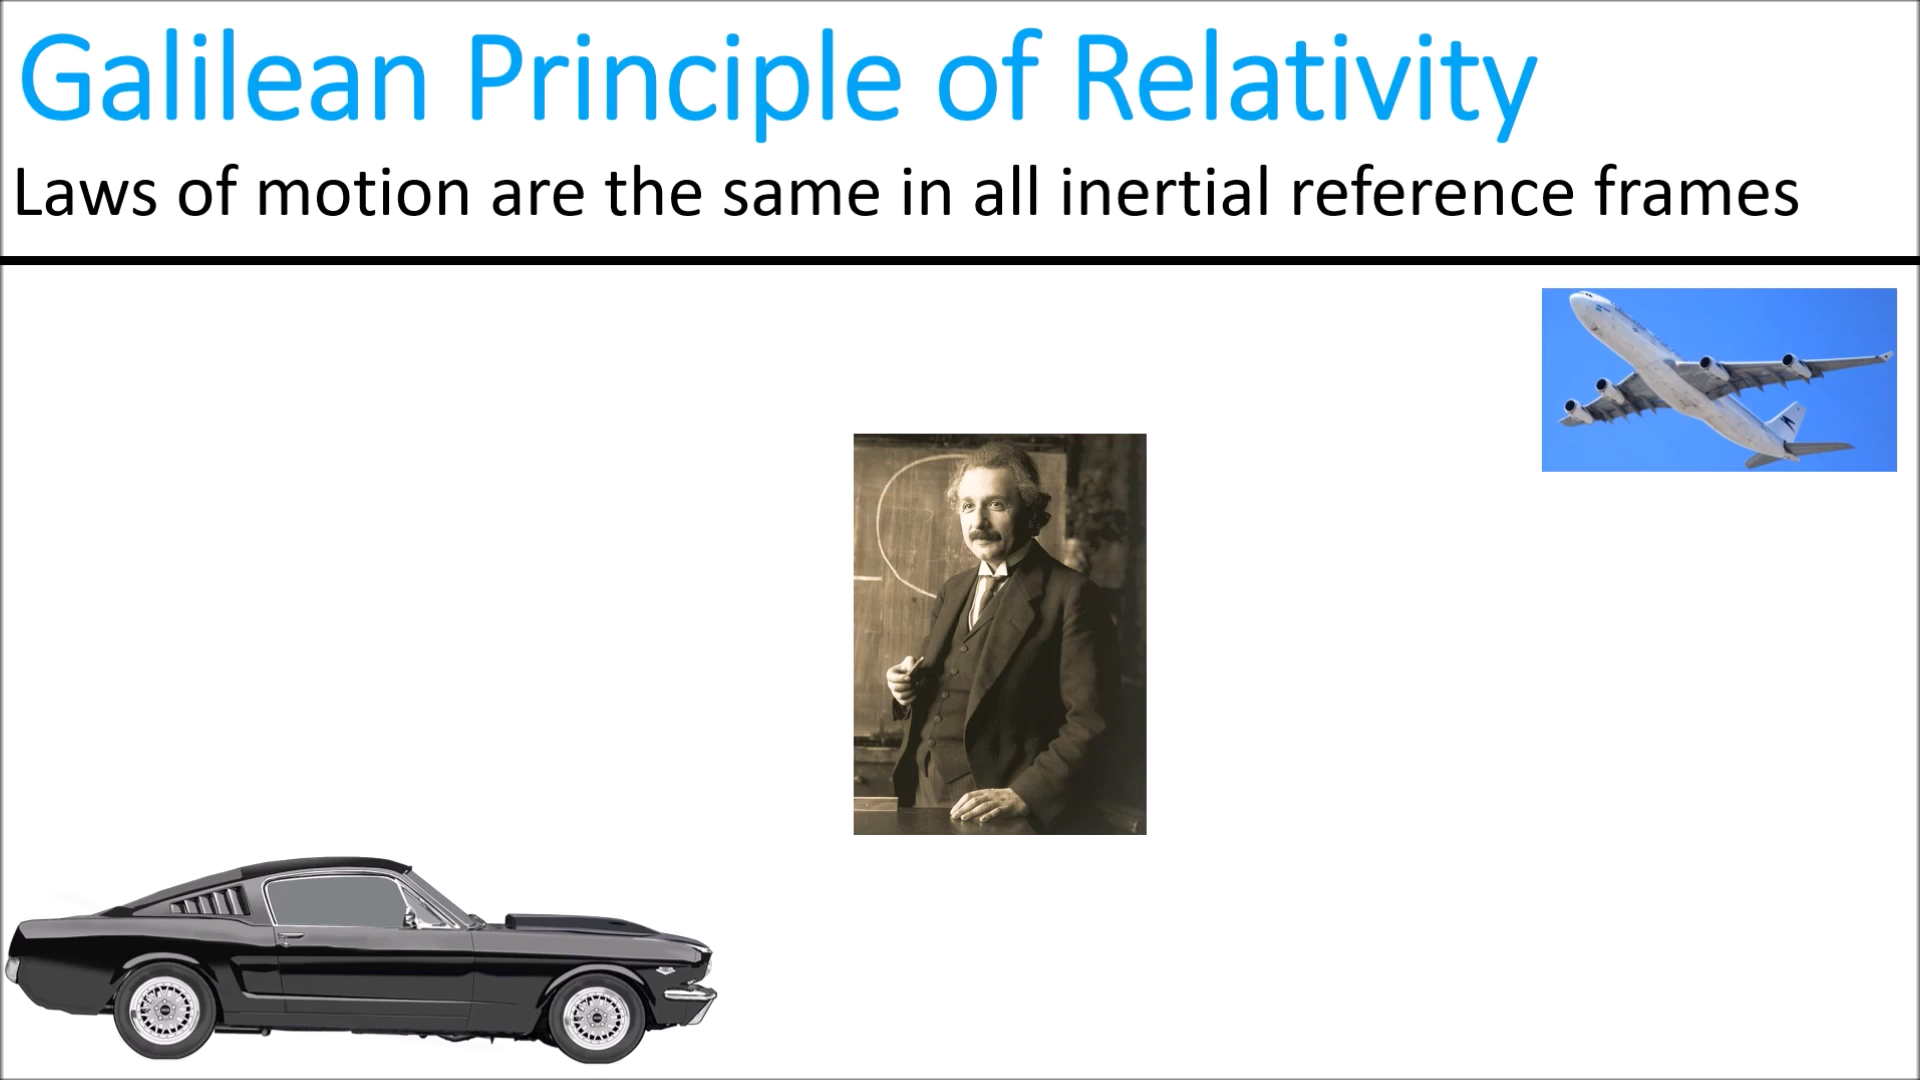 Galilean Principle of Relativity
Laws of motion are the same in all inertial reference frames